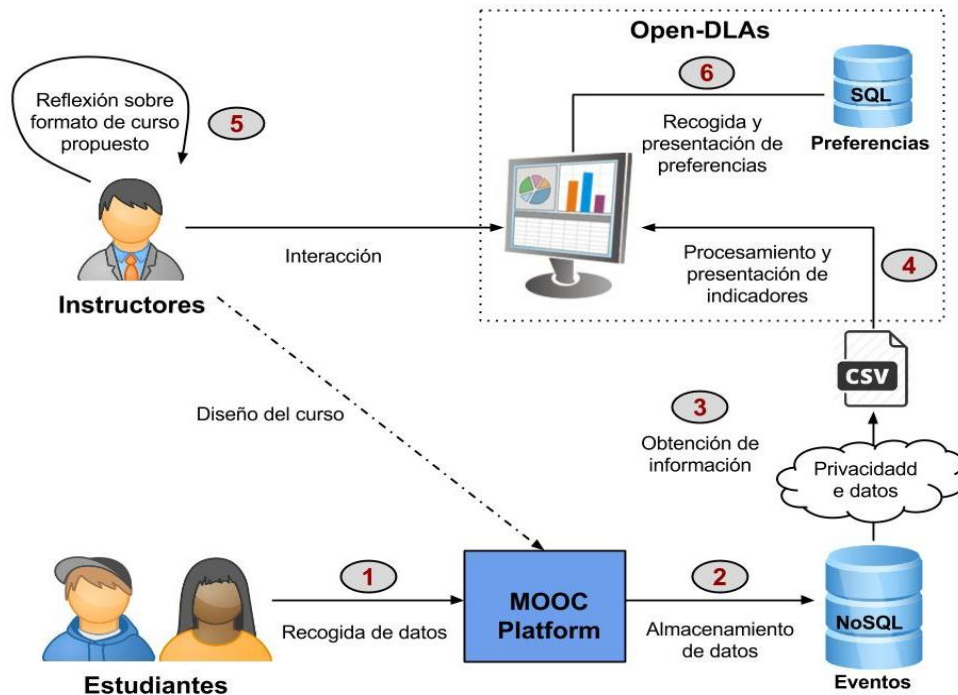 Open-DLAs
Reflexión sobre
formato de curso
propuesto
5
6
SQL
Preferencias
Recogida y
presentación de
preferencias
Interacción
Procesamiento y
presentación de
indicadores
4
Instructores
CSV
Diseño del curso
3
Obtención de
información
Privacidadd
e datos
1
Recogida de datos
MOOC
Platform
2
Almacenamiento
de datos
NoSQL
Eventos
Estudiantes